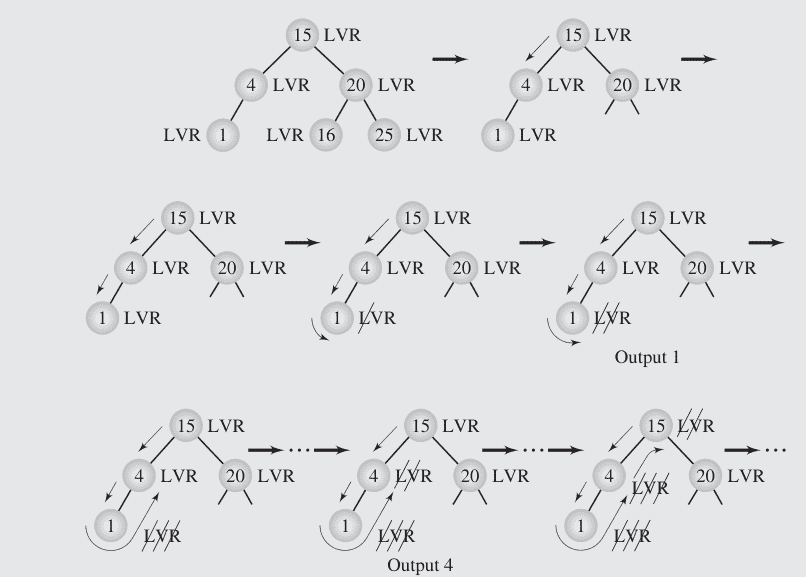 15 LVR 15 LVR
4 LVR 20 LVR 4 LVR 20 LVR
LVR 1 LVR 16 25 LVR 1 LVR
15 LVR 15 LVR 15 LVR
4 LVR 20 LVR 4 LVR 20 LVR 4 LVR 20 LVR
1 LVR 1 LVR 1 LVR
Output 1
15 LVR 15 LVR 15 LVR
4 LVR 20 LVR 4 LVR 20 LVR 4 LVR 20 LVR
1 LVR 1 LVR 1 LVR
Output 4